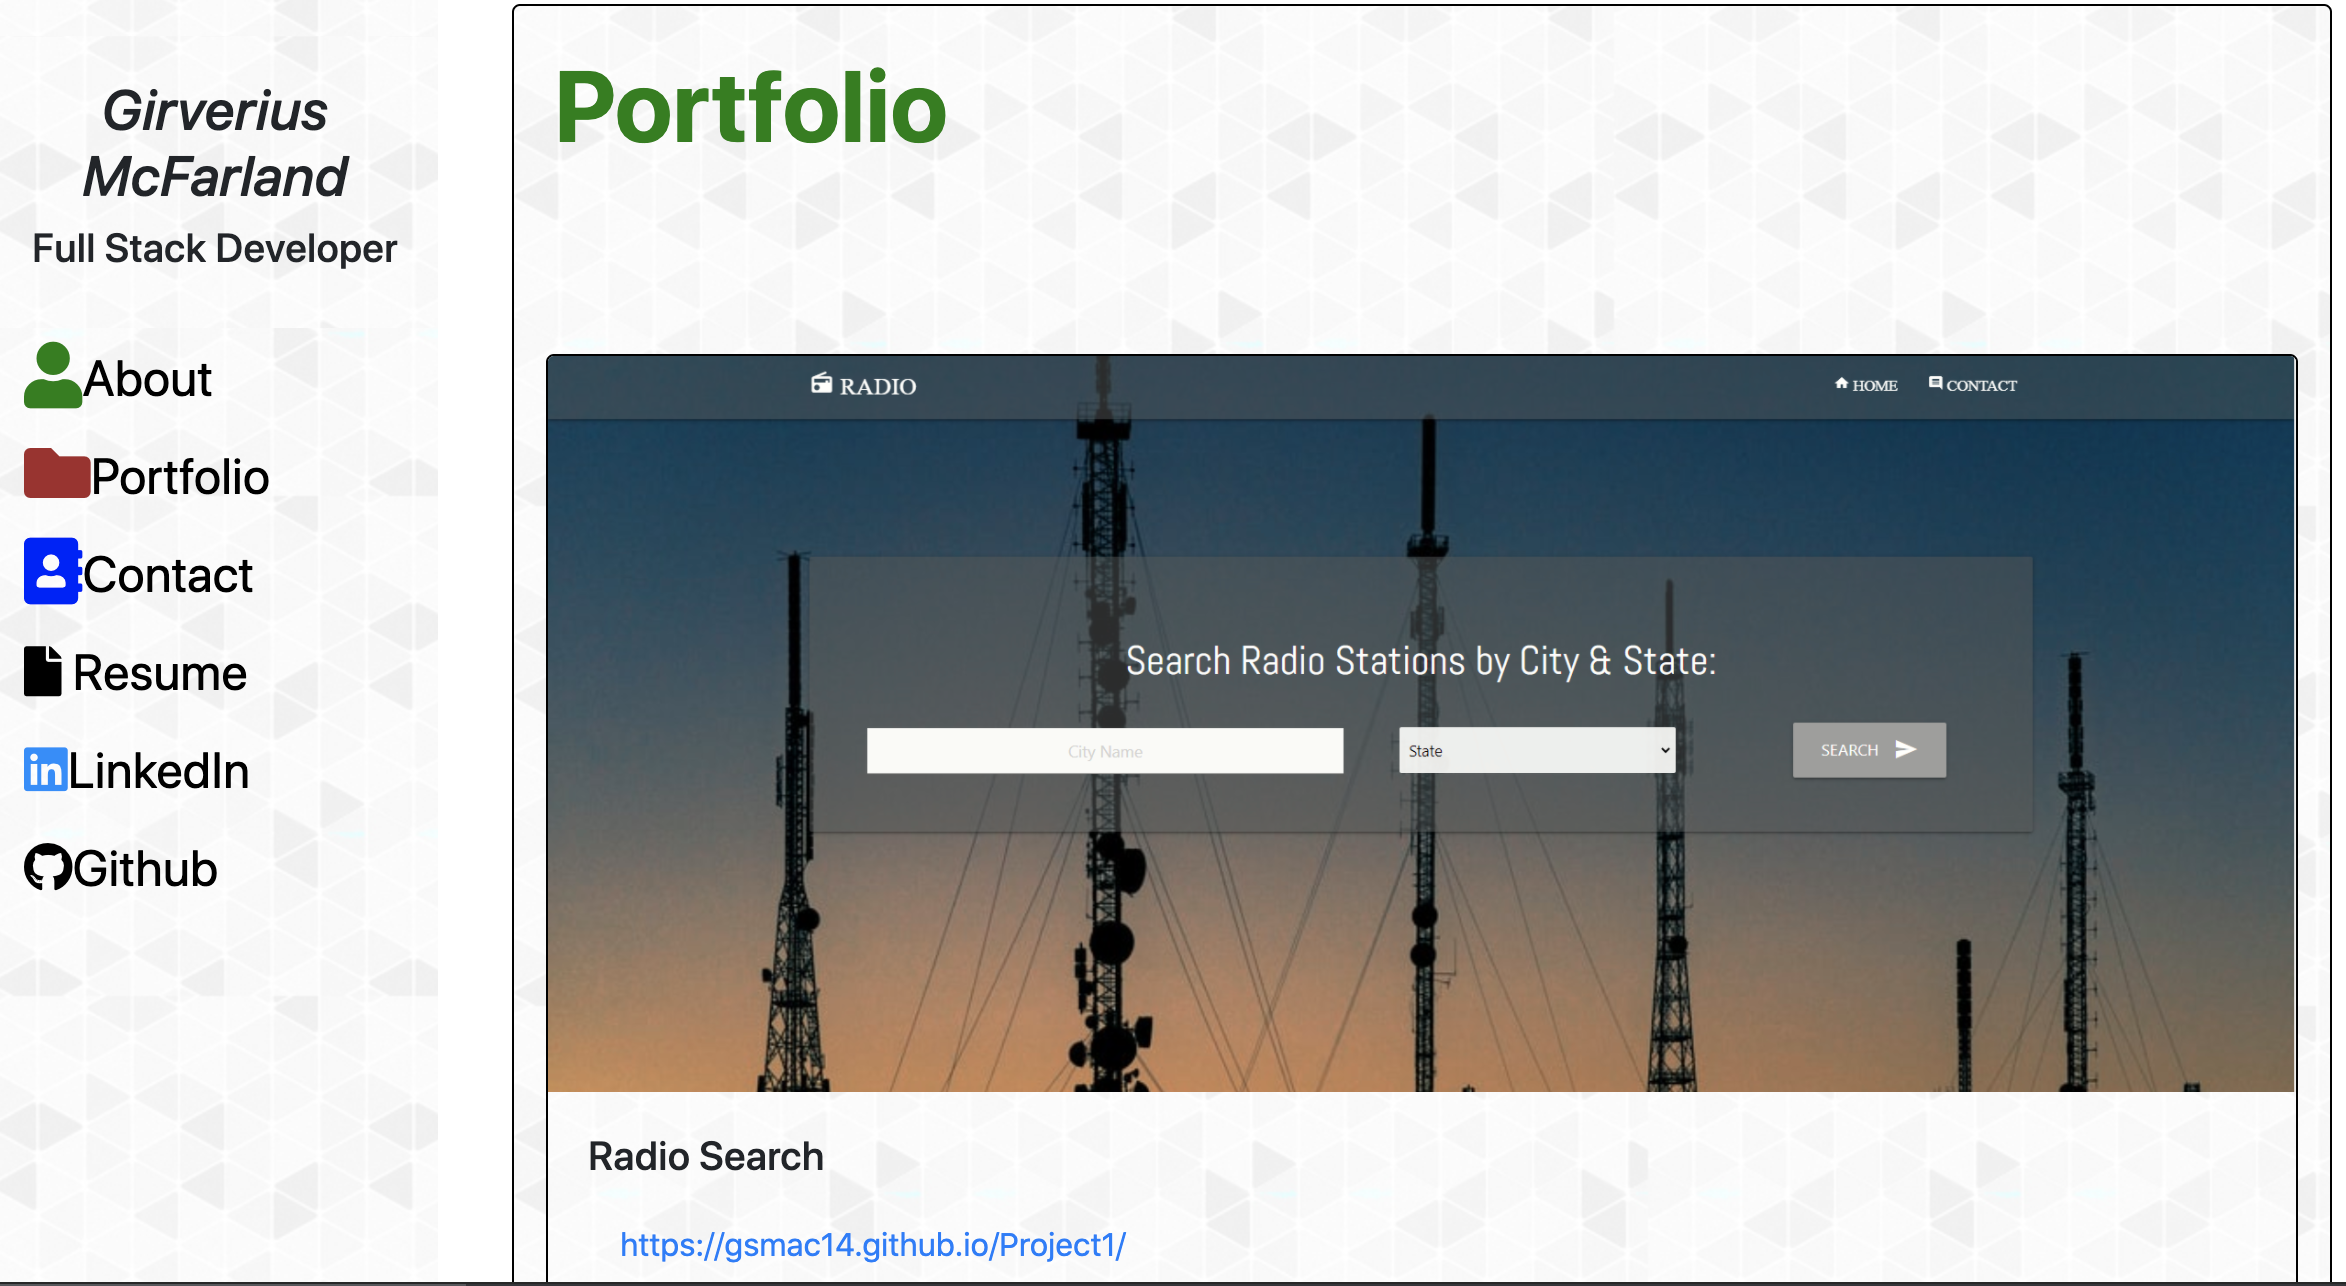 Girverius
McFarland
Full Stack Developer
About
Portfolio
Contact
Resume
LinkedIn
Github
Portfolio
RADIO
HOME
CONTACT
Search Radio Stations by City & State:
City Name
State
SEARCH
Radio Search
https://gsmac14.github.io/Project1/